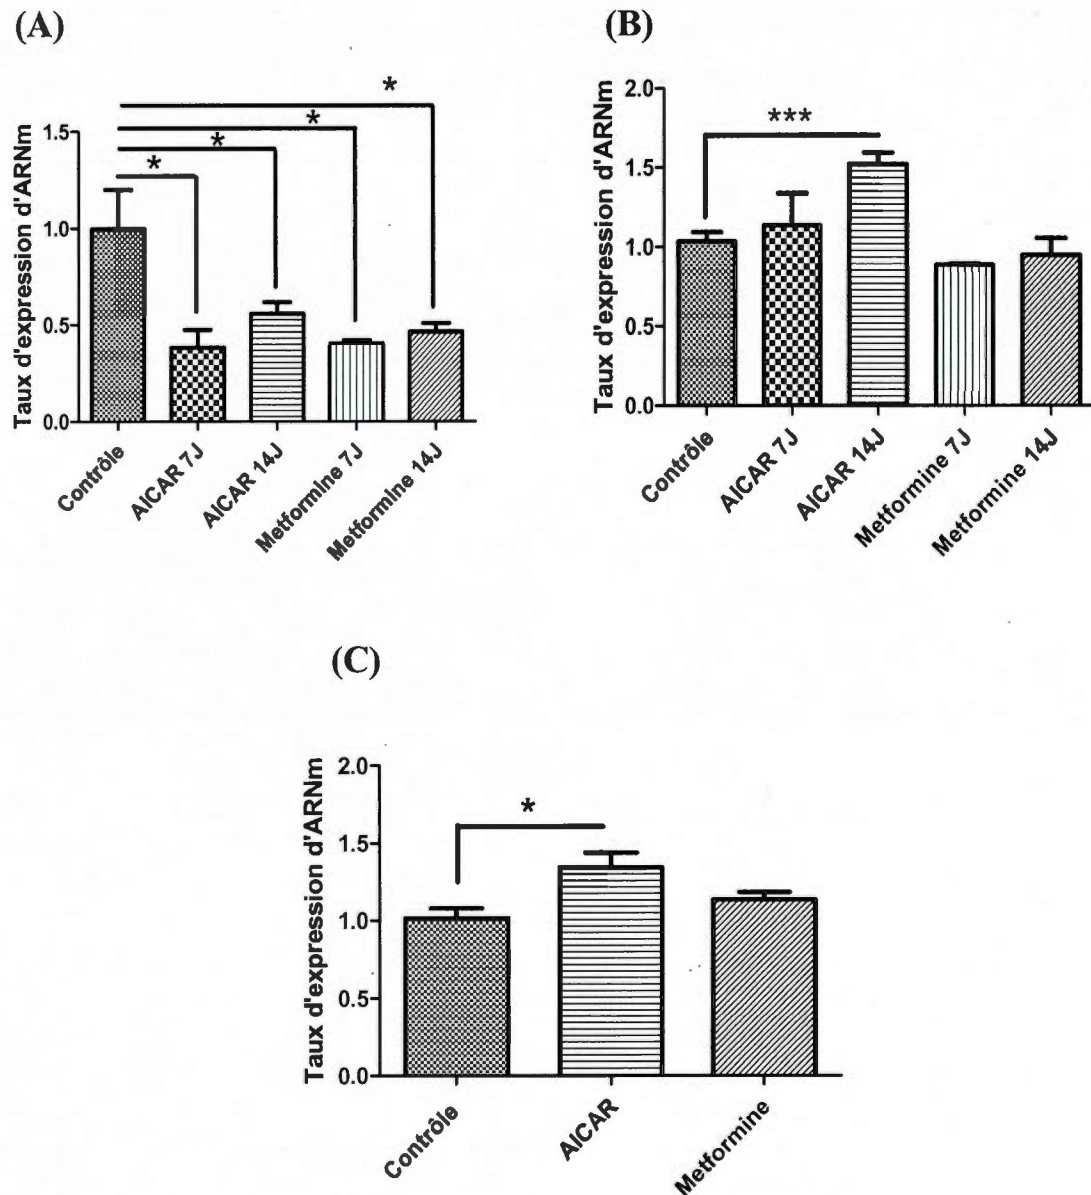 (A)
Taux d'expression d'ARNm
1.5
1.0
0.5
0.0
*
*
*
*
Contrôle
AICAR 7J
AICAR 14J
Metformine 7J
Metformine 14J
(B)
Taux d'expression d'ARNm
2.0
1.5
1.0
0.5
0.0
***
Contrôle
AICAR 7J
AICAR 14J
Metformine 7J
Metformine 14J
(C)
Taux d'expression d'ARNm
2.0
1.5
1.0
0.5
0.0
*
Contrôle
AICAR
Metformine